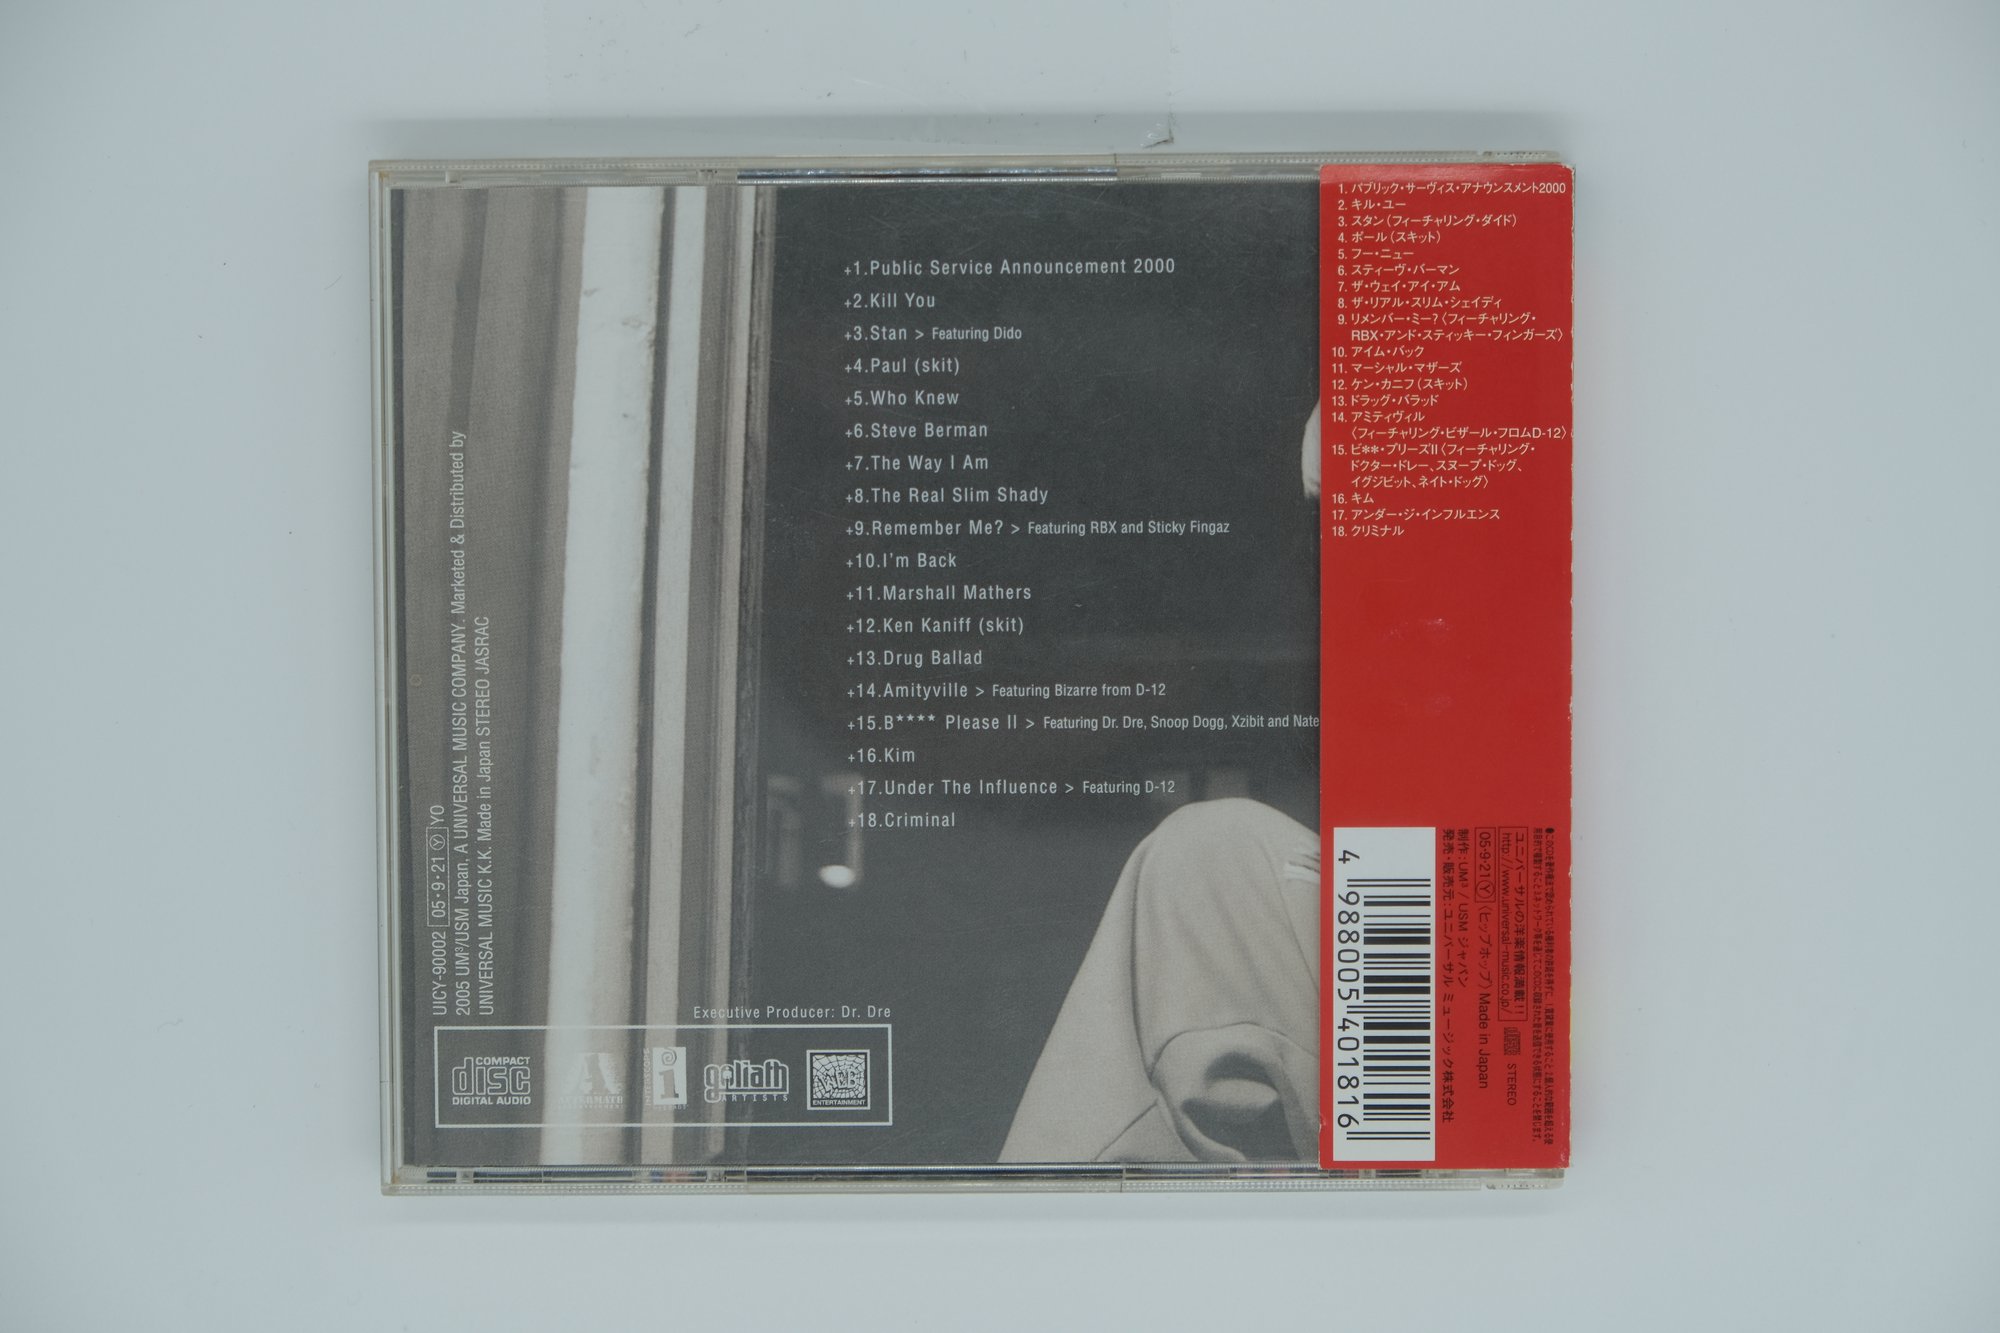 +1.Public Service Announcement 2000
+2.Kill You
+3.Stan > Featuring Dido
+4.Paul (skit)
+5.Who Knew
+6.Steve Berman
+7.The Way I Am
+8.The Real Slim Shady
+9.Remember Me? > Featuring RBX and Sticky Fingaz
+10.I'm Back
+11.Marshall Mathers
+12.Ken Kaniff (skit)
+13.Drug Ballad
+14.Amityville > Featuring Bizarre from D-12
+15.B**** Please II > Featuring Dr. Dre, Snoop Dogg, Xzibit and Nate
+16.Kim
+17.Under The Influence > Featuring D-12
+18.Criminal
Executive Producer: Dr. Dre
UICY-90002 05・9・21 Ⓨ YO
2005 UM³/USM Japan, A UNIVERSAL MUSIC COMPANY. Marketed & Distributed by
UNIVERSAL MUSIC K.K. Made in Japan STEREO JASRAC
COMPACT
disc
DIGITAL AUDIO
AFTERMATH
ENTERTAINMENT
INTERSCOPE
RECORDS
goliath
ARTISTS
WEB
ENTERTAINMENT
1. パブリック・サーヴィス・アナウンスメント2000
2. キル・ユー
3. スタン(フィーチャリング・ダイド)
4. ポール(スキット)
5. フー・ニュー
6. スティーヴ・バーマン
7. ザ・ウェイ・アイ・アム
8. ザ・リアル・スリム・シェイディ
9. リメンバー・ミー?〈フィーチャリング・
RBX・アンド・スティッキー・フィンガーズ〉
10. アイム・バック
11. マーシャル・マザーズ
12. ケン・カニフ(スキット)
13. ドラッグ・バラッド
14. アミティヴィル
〈フィーチャリング・ビザール・フロムD-12〉
15. ビ**・プリーズII〈フィーチャリング・
ドクター・ドレー、スヌープ・ドッグ、
イグジビット、ネイト・ドッグ〉
16. キム
17. アンダー・ジ・インフルエンス
18. クリミナル
ユニバーサルの洋楽情報満載!!
http://www.universal-music.co.jp/
STEREO
05・9・21 Ⓨ 〈ヒップホップ〉 Made in Japan
制作:UM³/USM ジャパン
発売・販売元:ユニバーサル ミュージック株式会社
4 988005 401816